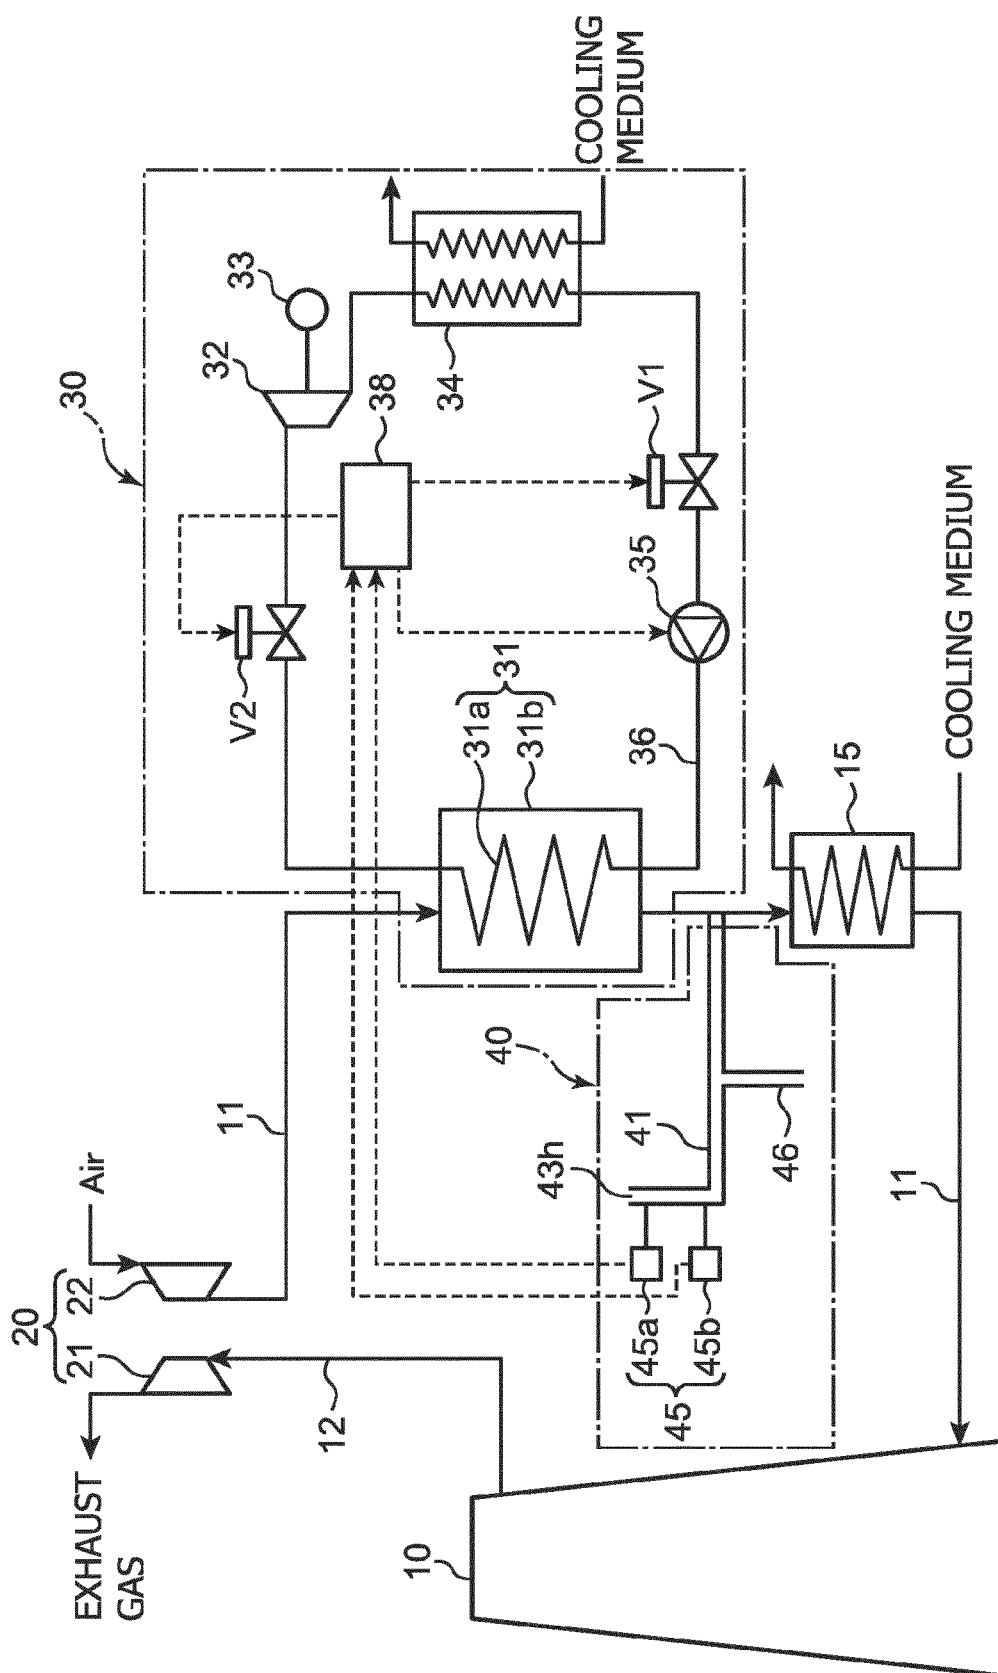 EXHAUST
GAS
20
21
22
Air
12
11
30
V2
32
33
38
34
COOLING
MEDIUM
31
31a
31b
36
35
V1
40
43h
41
46
45a
45b
45
15
COOLING MEDIUM
11
10